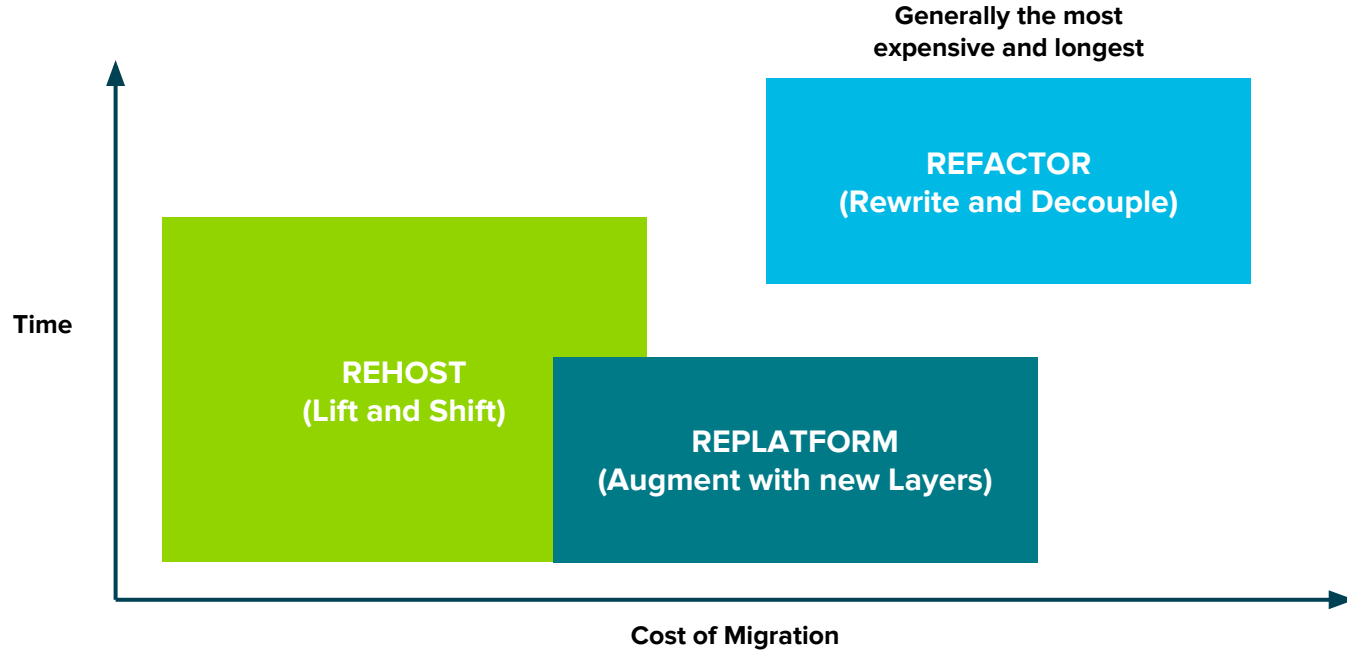 Generally the most
expensive and longest
REFACTOR
(Rewrite and Decouple)
Time
REHOST
(Lift and Shift)
REPLATFORM
(Augment with new Layers)
Cost of Migration